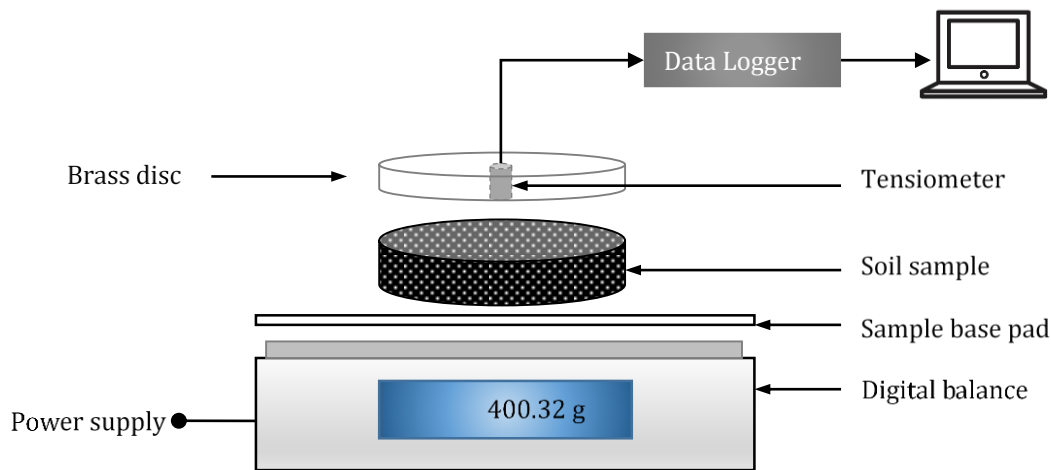 Data Logger
Brass disc
Tensiometer
Soil sample
Sample base pad
Digital balance
400.32 g
Power supply